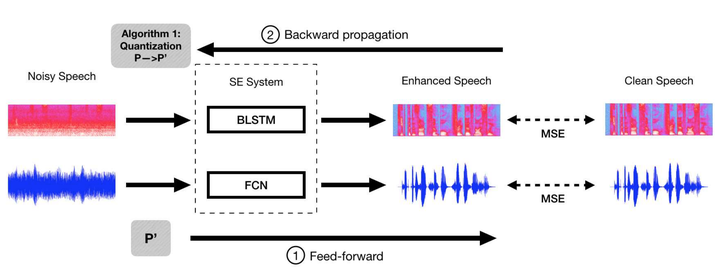 Algorithm 1:
Quantization
P—>P'
2 Backward propagation
Noisy Speech
SE System
Enhanced Speech
Clean Speech
BLSTM
MSE
FCN
MSE
P'
1 Feed-forward